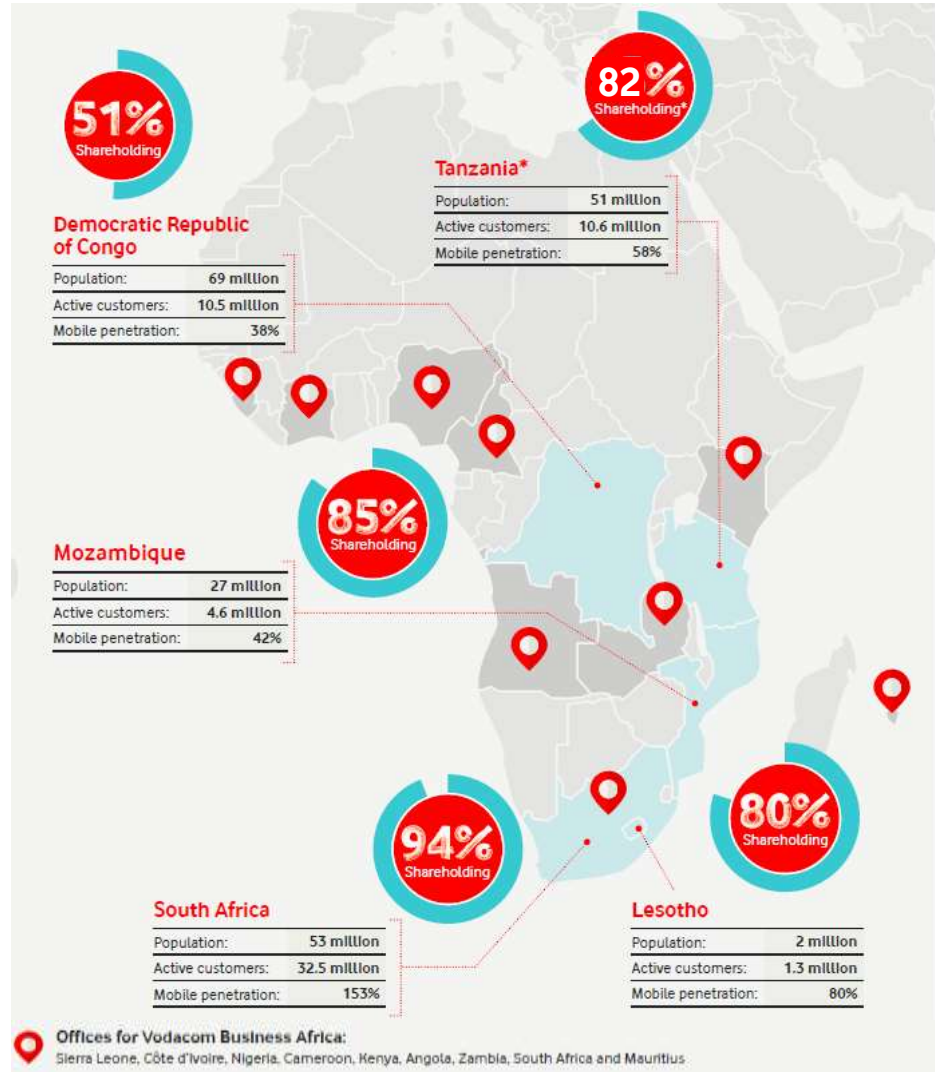 51%
Shareholding
82%
Shareholding*
Tanzania*
Population: 51 million
Active customers: 10.6 million
Mobile penetration: 58%
Democratic Republic
of Congo
Population: 69 million
Active customers: 10.5 million
Mobile penetration: 38%
85%
Shareholding
Mozambique
Population: 27 million
Active customers: 4.6 million
Mobile penetration: 42%
94%
Shareholding
80%
Shareholding
South Africa
Population: 53 million
Active customers: 32.5 million
Mobile penetration: 153%
Lesotho
Population: 2 million
Active customers: 1.3 million
Mobile penetration: 80%
Offices for Vodacom Business Africa:
Sierra Leone, Côte d'Ivoire, Nigeria, Cameroon, Kenya, Angola, Zambia, South Africa and Mauritius